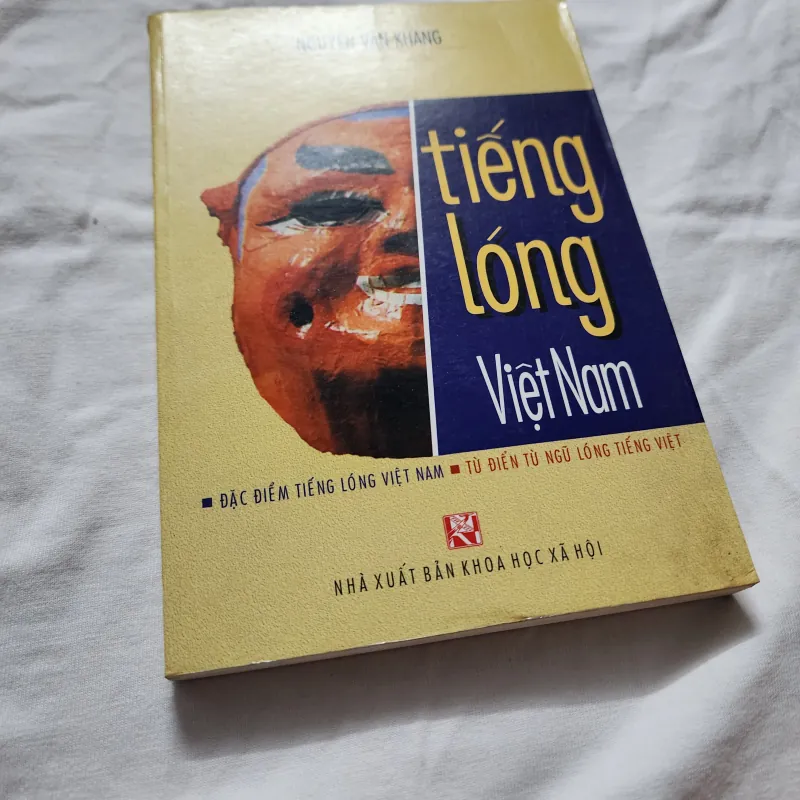 NGUYỄN VĂN KHANG
tiếng
lóng
Việt Nam
■ ĐẶC ĐIỂM TIẾNG LÓNG VIỆT NAM ■ TỪ ĐIỂN TỪ NGỮ LÓNG TIẾNG VIỆT
NHÀ XUẤT BẢN KHOA HỌC XÃ HỘI